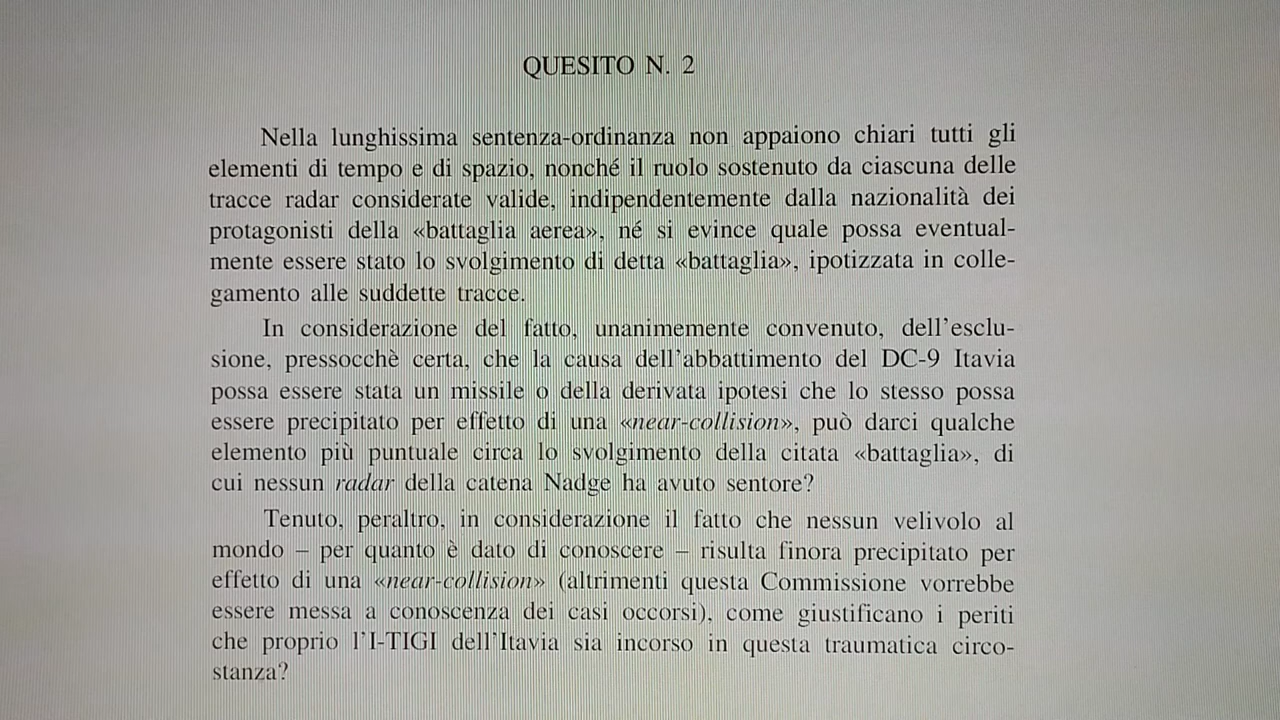 QUESITO N. 2
Nella lunghissima sentenza-ordinanza non appaiono chiari tutti gli
elementi di tempo e di spazio, nonché il ruolo sostenuto da ciascuna delle
tracce radar considerate valide, indipendentemente dalla nazionalità dei
protagonisti della «battaglia aerea», né si evince quale possa eventual-
mente essere stato lo svolgimento di detta «battaglia», ipotizzata in colle-
gamento alle suddette tracce.
In considerazione del fatto, unanimemente convenuto, dell'esclu-
sione, pressocchè certa, che la causa dell'abbattimento del DC-9 Itavia
possa essere stata un missile o della derivata ipotesi che lo stesso possa
essere precipitato per effetto di una «near-collision», può darci qualche
elemento più puntuale circa lo svolgimento della citata «battaglia», di
cui nessun radar della catena Nadge ha avuto sentore?
Tenuto, peraltro, in considerazione il fatto che nessun velivolo al
mondo – per quanto è dato di conoscere – risulta finora precipitato per
effetto di una «near-collision» (altrimenti questa Commissione vorrebbe
essere messa a conoscenza dei casi occorsi), come giustificano i periti
che proprio l'I-TIGI dell'Itavia sia incorso in questa traumatica circo-
stanza?